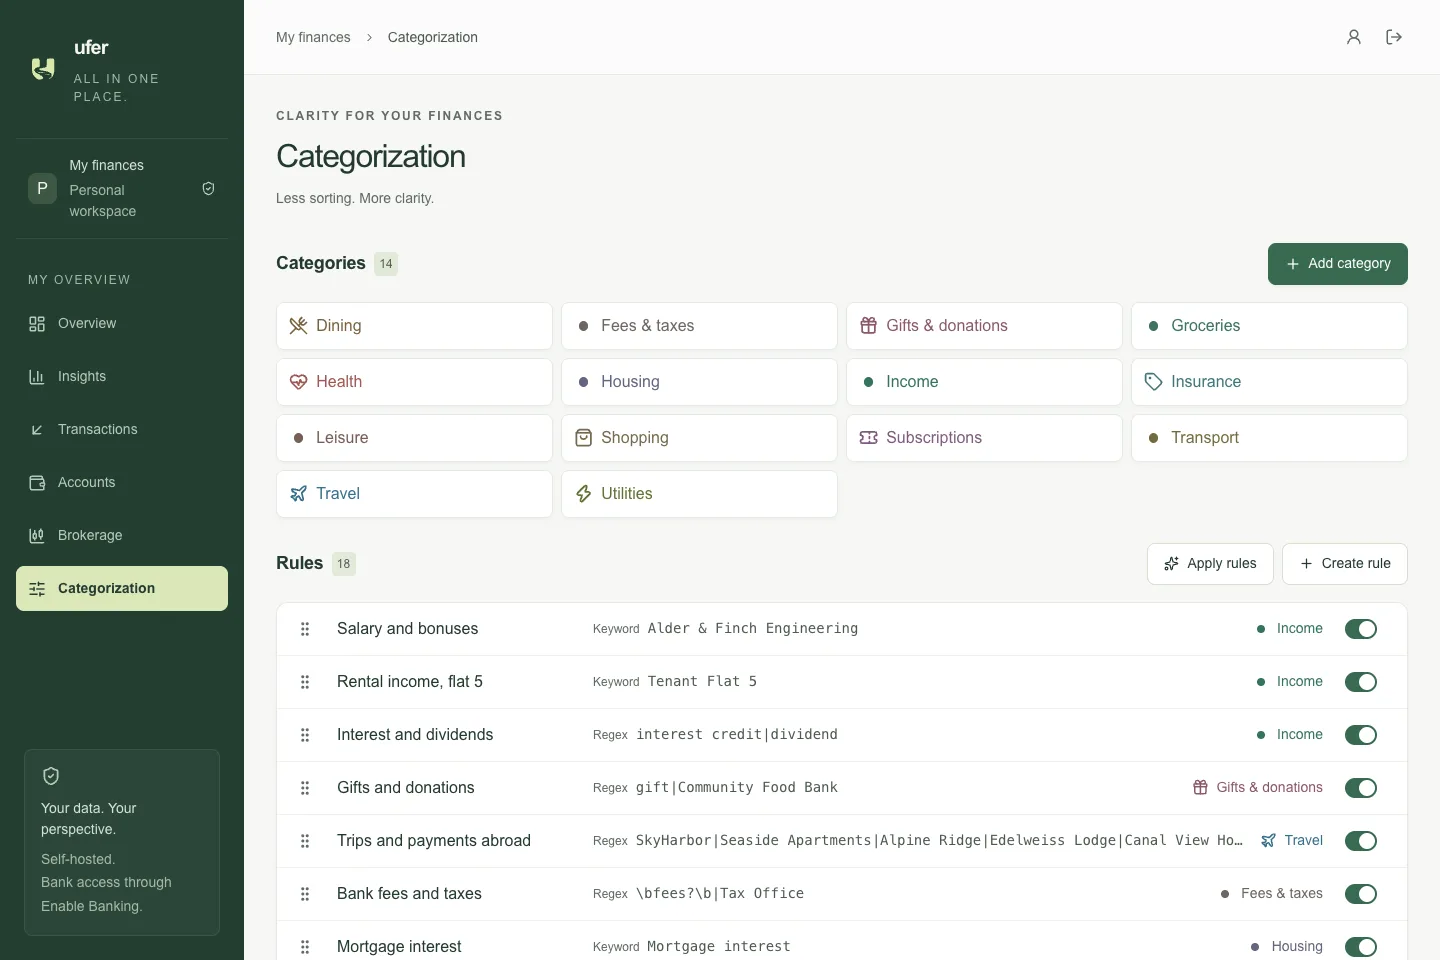 ufer
ALL IN ONE
PLACE.
P
My finances
Personal
workspace
MY OVERVIEW
Overview
Insights
Transactions
Accounts
Brokerage
Categorization
Your data. Your
perspective.
Self-hosted.
Bank access through
Enable Banking.
My finances
Categorization
CLARITY FOR YOUR FINANCES
Categorization
Less sorting. More clarity.
Categories 14
Add category
Dining
Fees & taxes
Gifts & donations
Groceries
Health
Housing
Income
Insurance
Leisure
Shopping
Subscriptions
Transport
Travel
Utilities
Rules 18
Apply rules
Create rule
Salary and bonuses Keyword Alder & Finch Engineering Income
Rental income, flat 5 Keyword Tenant Flat 5 Income
Interest and dividends Regex interest credit|dividend Income
Gifts and donations Regex gift|Community Food Bank Gifts & donations
Trips and payments abroad Regex SkyHarbor|Seaside Apartments|Alpine Ridge|Edelweiss Lodge|Canal View Ho… Travel
Bank fees and taxes Regex \bfees?\b|Tax Office Fees & taxes
Mortgage interest Keyword Mortgage interest Housing